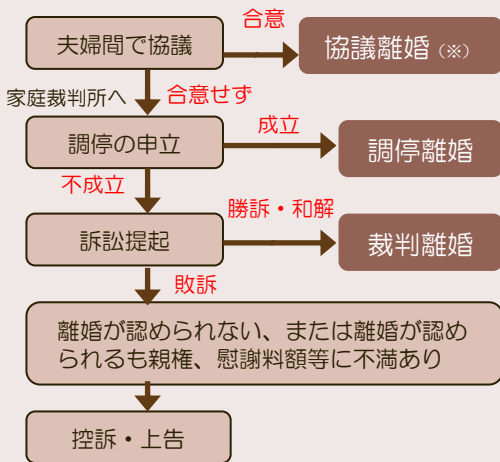 合意
夫婦間で協議
協議離婚（※）
家庭裁判所へ
合意せず
成立
調停の申立
調停離婚
不成立
勝訴・和解
訴訟提起
裁判離婚
敗訴
離婚が認められない、または離婚が認め
られるも親権、慰謝料額等に不満あり
控訴・上告